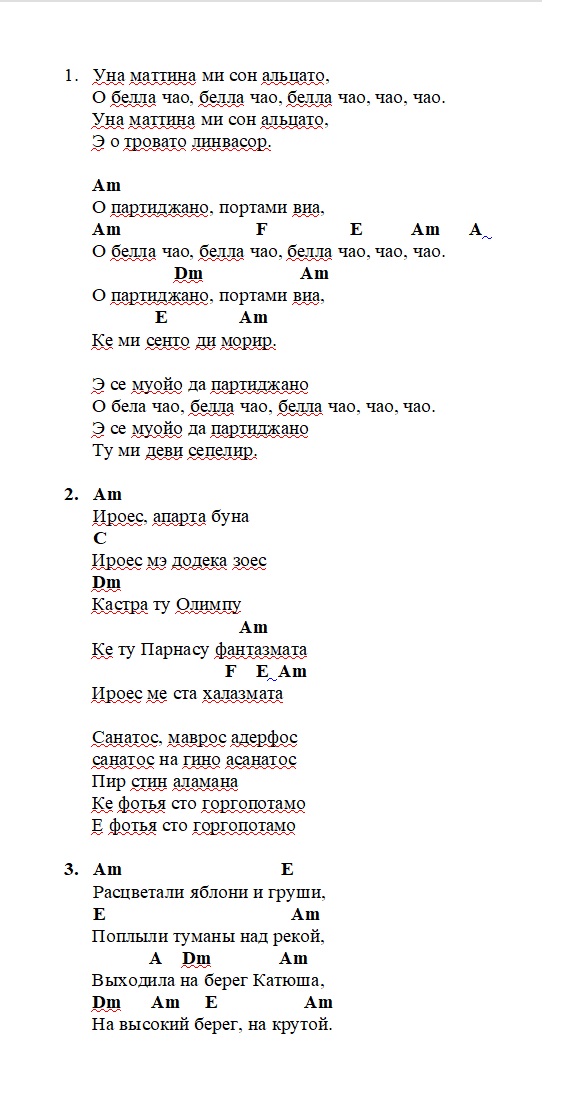 1. Уна маттина ми сон альцато,
О белла чао, белла чао, белла чао, чао, чао.
Уна маттина ми сон альцато,
Э о тровато линвасор.
Am
О партиджано, портами виа,
Am F E Am A
О белла чао, белла чао, белла чао, чао, чао.
Dm Am
О партиджано, портами виа,
E Am
Ке ми сенто ди морир.
Э се муойо да партиджано
О бела чао, белла чао, белла чао, чао, чао.
Э се муойо да партиджано
Ту ми деви сепелир.
2. Am
Ироес, апарта буна
C
Ироес мэ додека зоес
Dm
Кастра ту Олимпу
Am
Ке ту Парнасу фантазмата
F E Am
Ироес ме ста халазмата
Санатос, маврос адерфос
санатос на гино асанатос
Пир стин аламана
Ке фотья сто горгопотамо
Е фотья сто горгопотамо
3. Am E
Расцветали яблони и груши,
E Am
Поплыли туманы над рекой,
A Dm Am
Выходила на берег Катюша,
Dm Am E Am
На высокий берег, на крутой.